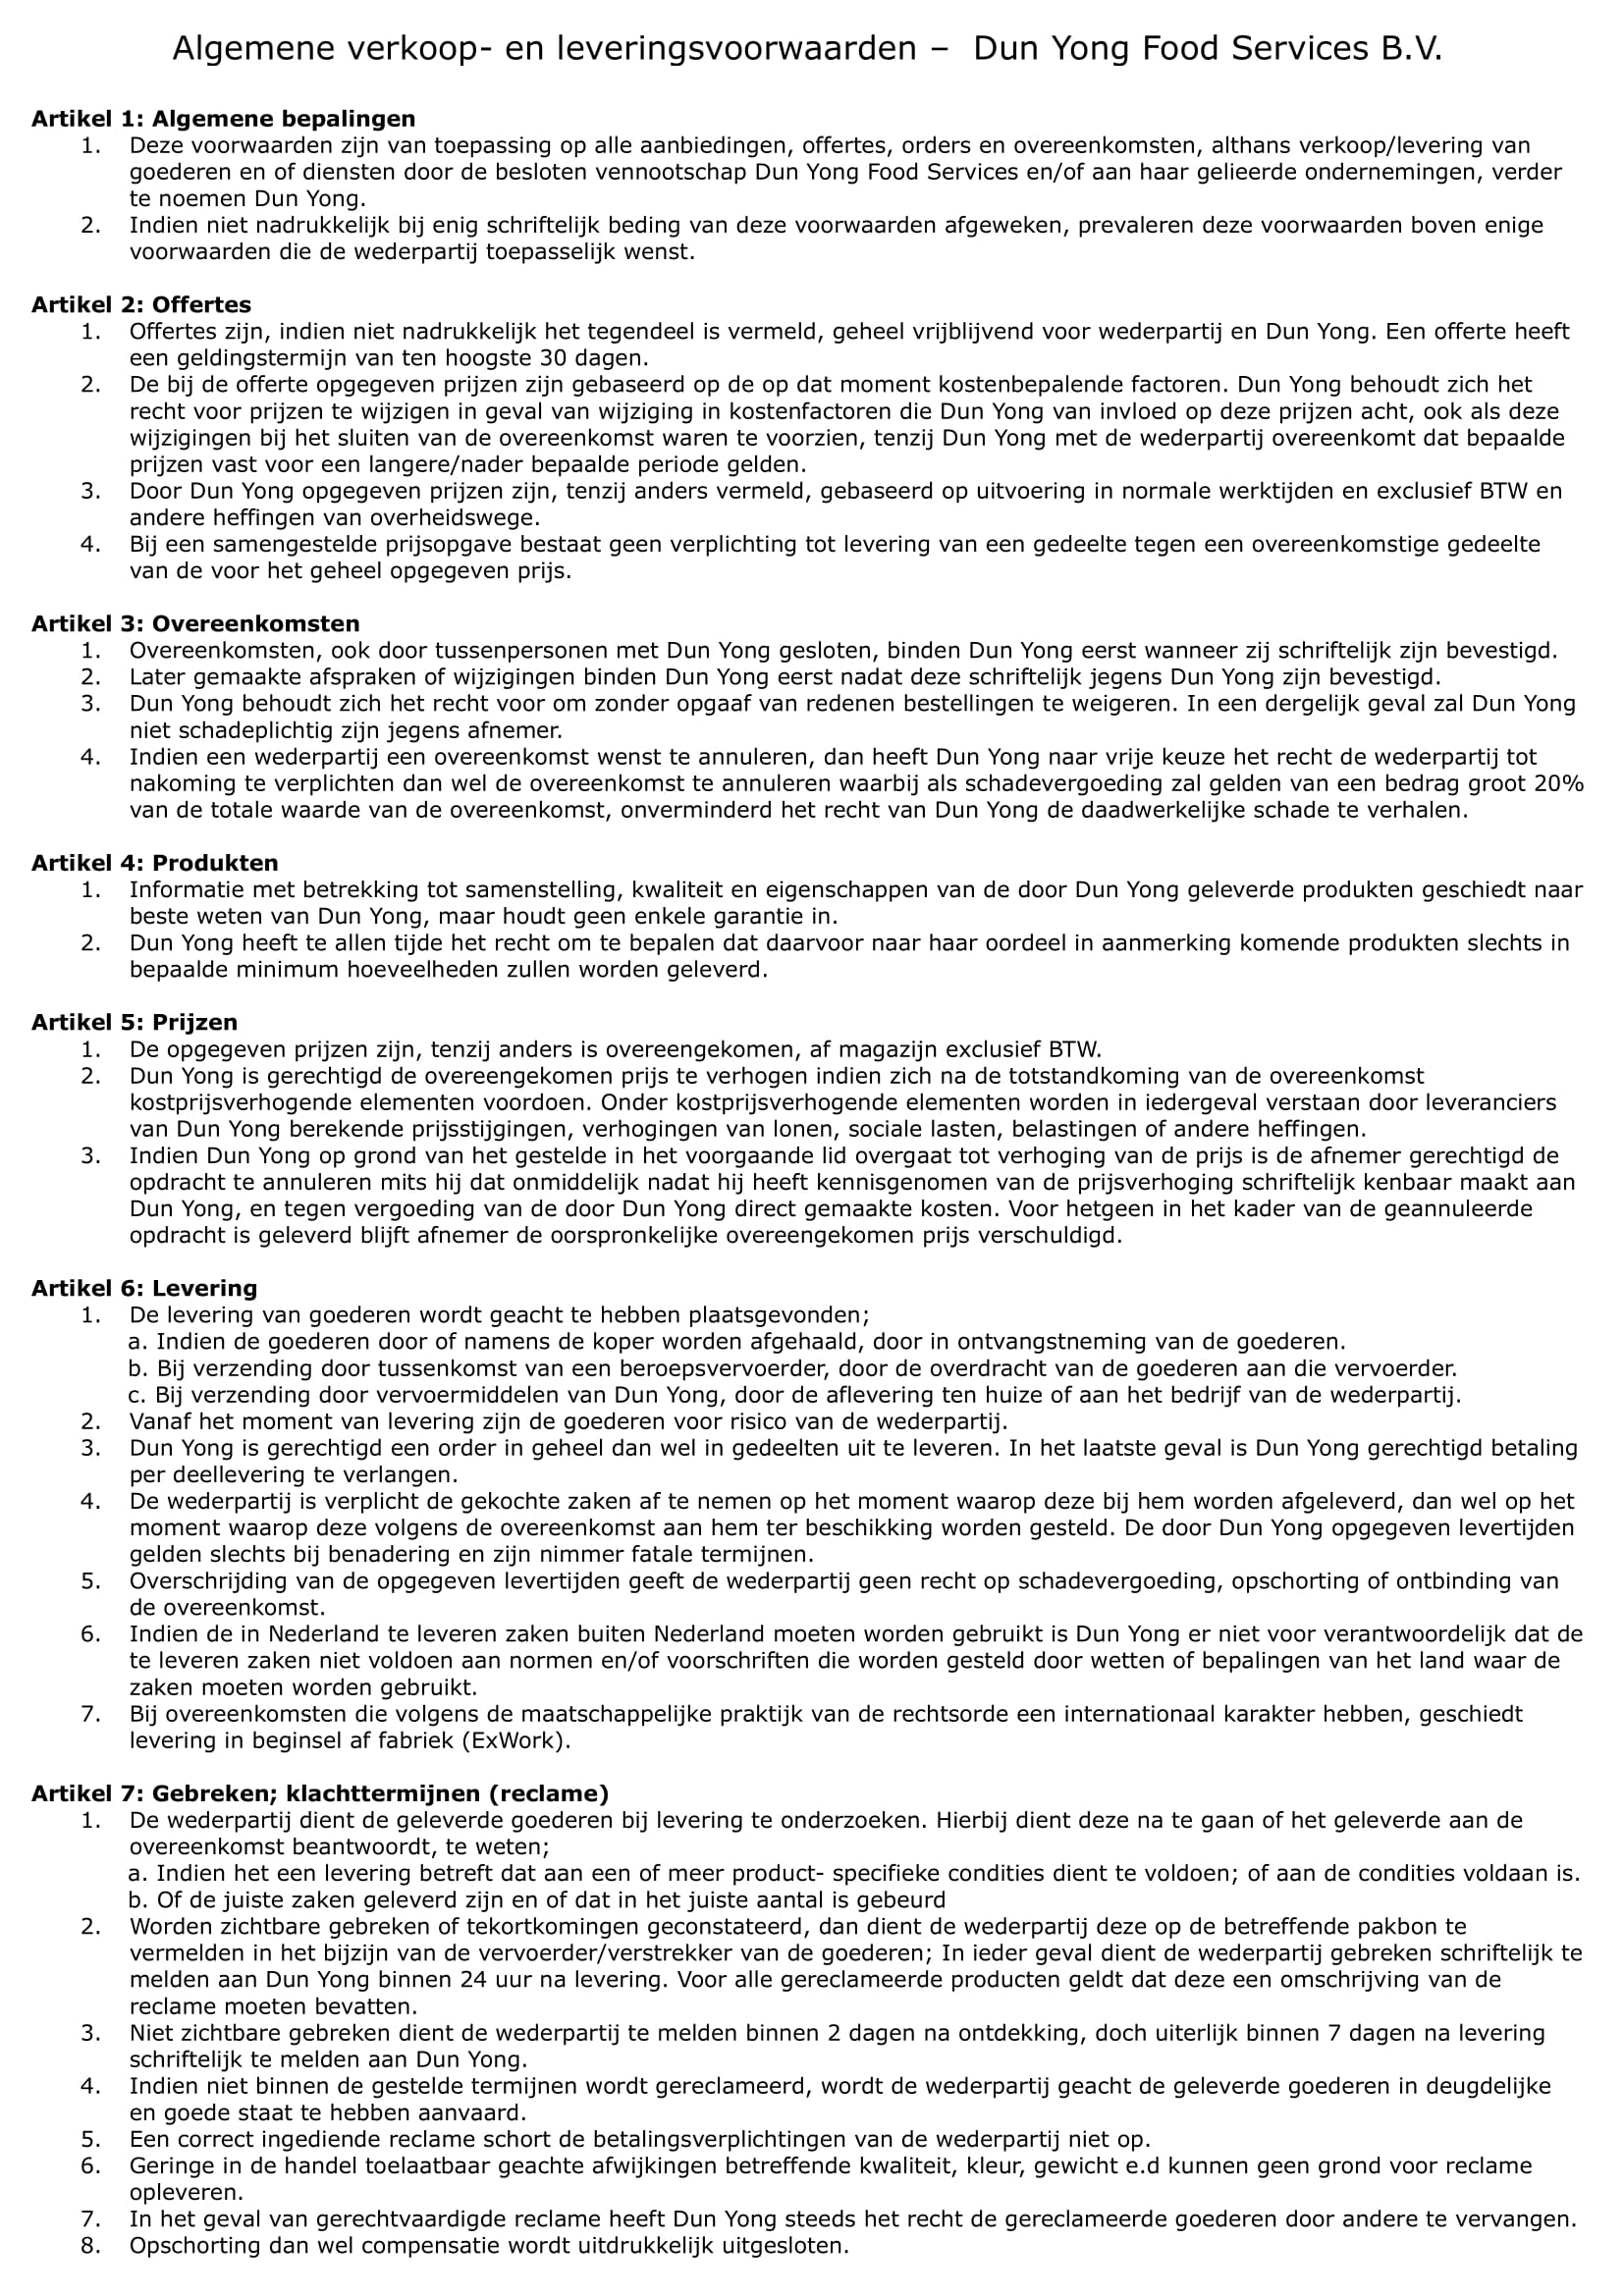 Algemene verkoop- en leveringsvoorwaarden – Dun Yong Food Services B.V.
Artikel 1: Algemene bepalingen
1. Deze voorwaarden zijn van toepassing op alle aanbiedingen, offertes, orders en overeenkomsten, althans verkoop/levering van
goederen en of diensten door de besloten vennootschap Dun Yong Food Services en/of aan haar gelieerde ondernemingen, verder
te noemen Dun Yong.
2. Indien niet nadrukkelijk bij enig schriftelijk beding van deze voorwaarden afgeweken, prevaleren deze voorwaarden boven enige
voorwaarden die de wederpartij toepasselijk wenst.
Artikel 2: Offertes
1. Offertes zijn, indien niet nadrukkelijk het tegendeel is vermeld, geheel vrijblijvend voor wederpartij en Dun Yong. Een offerte heeft
een geldingstermijn van ten hoogste 30 dagen.
2. De bij de offerte opgegeven prijzen zijn gebaseerd op de op dat moment kostenbepalende factoren. Dun Yong behoudt zich het
recht voor prijzen te wijzigen in geval van wijziging in kostenfactoren die Dun Yong van invloed op deze prijzen acht, ook als deze
wijzigingen bij het sluiten van de overeenkomst waren te voorzien, tenzij Dun Yong met de wederpartij overeenkomt dat bepaalde
prijzen vast voor een langere/nader bepaalde periode gelden.
3. Door Dun Yong opgegeven prijzen zijn, tenzij anders vermeld, gebaseerd op uitvoering in normale werktijden en exclusief BTW en
andere heffingen van overheidswege.
4. Bij een samengestelde prijsopgave bestaat geen verplichting tot levering van een gedeelte tegen een overeenkomstige gedeelte
van de voor het geheel opgegeven prijs.
Artikel 3: Overeenkomsten
1. Overeenkomsten, ook door tussenpersonen met Dun Yong gesloten, binden Dun Yong eerst wanneer zij schriftelijk zijn bevestigd.
2. Later gemaakte afspraken of wijzigingen binden Dun Yong eerst nadat deze schriftelijk jegens Dun Yong zijn bevestigd.
3. Dun Yong behoudt zich het recht voor om zonder opgaaf van redenen bestellingen te weigeren. In een dergelijk geval zal Dun Yong
niet schadeplichtig zijn jegens afnemer.
4. Indien een wederpartij een overeenkomst wenst te annuleren, dan heeft Dun Yong naar vrije keuze het recht de wederpartij tot
nakoming te verplichten dan wel de overeenkomst te annuleren waarbij als schadevergoeding zal gelden van een bedrag groot 20%
van de totale waarde van de overeenkomst, onverminderd het recht van Dun Yong de daadwerkelijke schade te verhalen.
Artikel 4: Produkten
1. Informatie met betrekking tot samenstelling, kwaliteit en eigenschappen van de door Dun Yong geleverde produkten geschiedt naar
beste weten van Dun Yong, maar houdt geen enkele garantie in.
2. Dun Yong heeft te allen tijde het recht om te bepalen dat daarvoor naar haar oordeel in aanmerking komende produkten slechts in
bepaalde minimum hoeveelheden zullen worden geleverd.
Artikel 5: Prijzen
1. De opgegeven prijzen zijn, tenzij anders is overeengekomen, af magazijn exclusief BTW.
2. Dun Yong is gerechtigd de overeengekomen prijs te verhogen indien zich na de totstandkoming van de overeenkomst
kostprijsverhogende elementen voordoen. Onder kostprijsverhogende elementen worden in iedergeval verstaan door leveranciers
van Dun Yong berekende prijsstijgingen, verhogingen van lonen, sociale lasten, belastingen of andere heffingen.
3. Indien Dun Yong op grond van het gestelde in het voorgaande lid overgaat tot verhoging van de prijs is de afnemer gerechtigd de
opdracht te annuleren mits hij dat onmiddelijk nadat hij heeft kennisgenomen van de prijsverhoging schriftelijk kenbaar maakt aan
Dun Yong, en tegen vergoeding van de door Dun Yong direct gemaakte kosten. Voor hetgeen in het kader van de geannuleerde
opdracht is geleverd blijft afnemer de oorspronkelijke overeengekomen prijs verschuldigd.
Artikel 6: Levering
1. De levering van goederen wordt geacht te hebben plaatsgevonden;
a. Indien de goederen door of namens de koper worden afgehaald, door in ontvangstneming van de goederen.
b. Bij verzending door tussenkomst van een beroepsvervoerder, door de overdracht van de goederen aan die vervoerder.
c. Bij verzending door vervoermiddelen van Dun Yong, door de aflevering ten huize of aan het bedrijf van de wederpartij.
2. Vanaf het moment van levering zijn de goederen voor risico van de wederpartij.
3. Dun Yong is gerechtigd een order in geheel dan wel in gedeelten uit te leveren. In het laatste geval is Dun Yong gerechtigd betaling
per deellevering te verlangen.
4. De wederpartij is verplicht de gekochte zaken af te nemen op het moment waarop deze bij hem worden afgeleverd, dan wel op het
moment waarop deze volgens de overeenkomst aan hem ter beschikking worden gesteld. De door Dun Yong opgegeven levertijden
gelden slechts bij benadering en zijn nimmer fatale termijnen.
5. Overschrijding van de opgegeven levertijden geeft de wederpartij geen recht op schadevergoeding, opschorting of ontbinding van
de overeenkomst.
6. Indien de in Nederland te leveren zaken buiten Nederland moeten worden gebruikt is Dun Yong er niet voor verantwoordelijk dat de
te leveren zaken niet voldoen aan normen en/of voorschriften die worden gesteld door wetten of bepalingen van het land waar de
zaken moeten worden gebruikt.
7. Bij overeenkomsten die volgens de maatschappelijke praktijk van de rechtsorde een internationaal karakter hebben, geschiedt
levering in beginsel af fabriek (ExWork).
Artikel 7: Gebreken; klachttermijnen (reclame)
1. De wederpartij dient de geleverde goederen bij levering te onderzoeken. Hierbij dient deze na te gaan of het geleverde aan de
overeenkomst beantwoordt, te weten;
a. Indien het een levering betreft dat aan een of meer product- specifieke condities dient te voldoen; of aan de condities voldaan is.
b. Of de juiste zaken geleverd zijn en of dat in het juiste aantal is gebeurd
2. Worden zichtbare gebreken of tekortkomingen geconstateerd, dan dient de wederpartij deze op de betreffende pakbon te
vermelden in het bijzijn van de vervoerder/verstrekker van de goederen; In ieder geval dient de wederpartij gebreken schriftelijk te
melden aan Dun Yong binnen 24 uur na levering. Voor alle gereclameerde producten geldt dat deze een omschrijving van de
reclame moeten bevatten.
3. Niet zichtbare gebreken dient de wederpartij te melden binnen 2 dagen na ontdekking, doch uiterlijk binnen 7 dagen na levering
schriftelijk te melden aan Dun Yong.
4. Indien niet binnen de gestelde termijnen wordt gereclameerd, wordt de wederpartij geacht de geleverde goederen in deugdelijke
en goede staat te hebben aanvaard.
5. Een correct ingediende reclame schort de betalingsverplichtingen van de wederpartij niet op.
6. Geringe in de handel toelaatbaar geachte afwijkingen betreffende kwaliteit, kleur, gewicht e.d kunnen geen grond voor reclame
opleveren.
7. In het geval van gerechtvaardigde reclame heeft Dun Yong steeds het recht de gereclameerde goederen door andere te vervangen.
8. Opschorting dan wel compensatie wordt uitdrukkelijk uitgesloten.